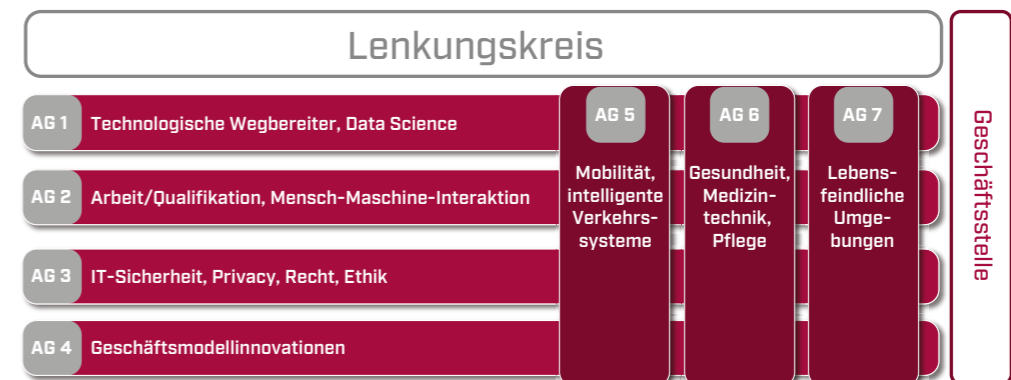 Lenkungskreis
AG 1
Technologische Wegbereiter, Data Science
AG 2
Arbeit/Qualifikation, Mensch-Maschine-Interaktion
AG 3
IT-Sicherheit, Privacy, Recht, Ethik
AG 4
Geschäftsmodellinnovationen
AG 5
Mobilität,
intelligente
Verkehrs-
systeme
AG 6
Gesundheit,
Medizin-
technik,
Pflege
AG 7
Lebens-
feindliche
Umge-
bungen
Geschäftsstelle